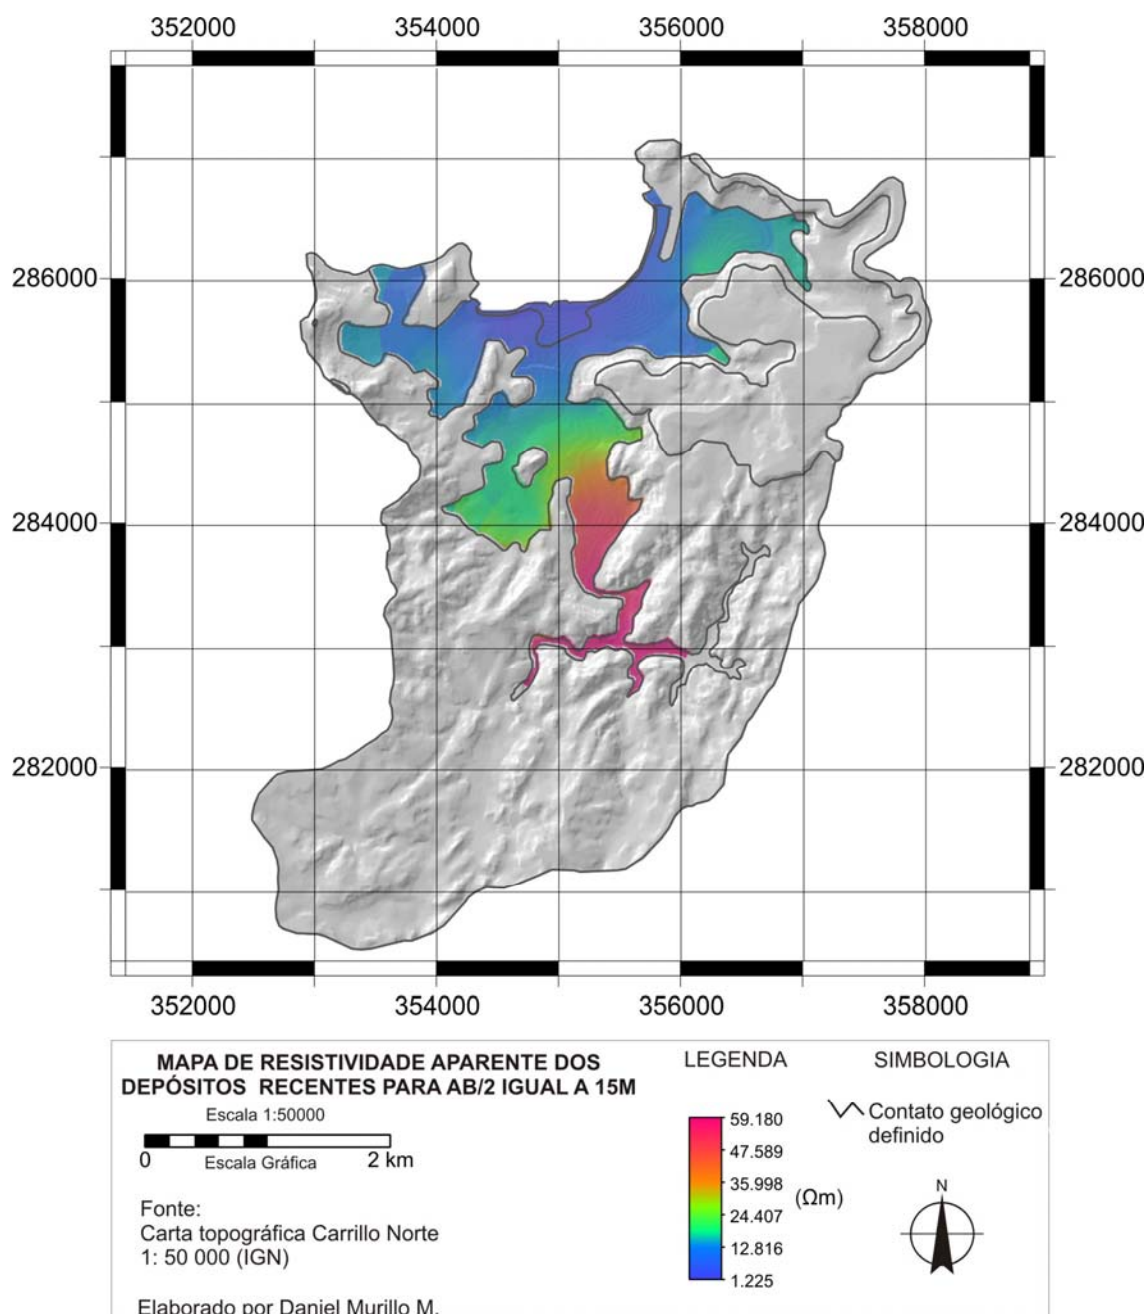 352000 354000 356000 358000
286000 286000
284000 284000
282000 282000
352000 354000 356000 358000
MAPA DE RESISTIVIDADE APARENTE DOS
DEPÓSITOS RECENTES PARA AB/2 IGUAL A 15M
Escala 1:50000
0 Escala Gráfica 2 km
Fonte:
Carta topográfica Carrillo Norte
1: 50 000 (IGN)
Elaborado por Daniel Murillo M.
LEGENDA
59.180
47.589
35.998
24.407
12.816
1.225
(Ωm)
SIMBOLOGIA
Contato geológico
definido
N